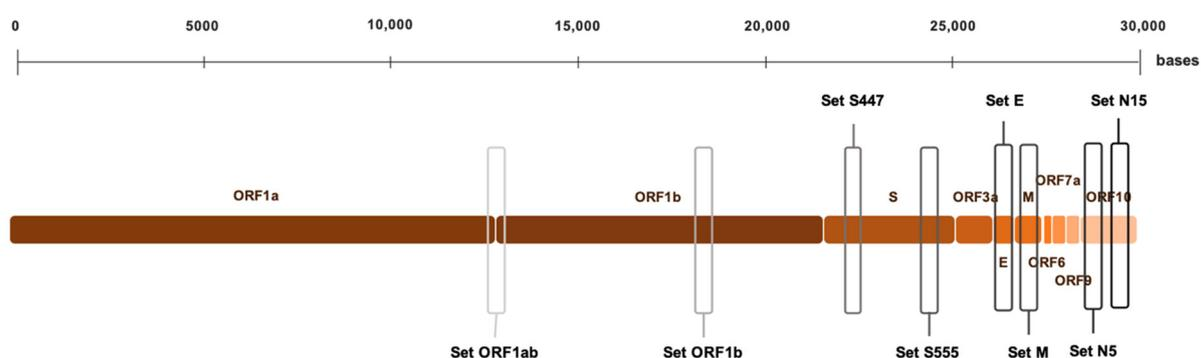 0 5000 10,000 15,000 20,000 25,000 30,000
bases
Set S447 Set E Set N15
ORF7a
ORF1a ORF1b S ORF3a M ORF10
E ORF6
ORF9
Set ORF1ab Set ORF1b Set S555 Set M Set N5